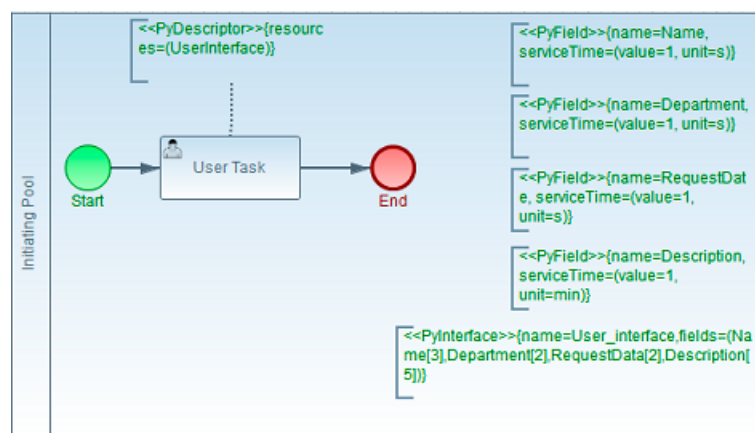 <<PyDescriptor>>{resourc
es=(UserInterface)}
<<PyField>>{name=Name,
serviceTime=(value=1, unit=s)}
<<PyField>>{name=Department,
serviceTime=(value=1, unit=s)}
<<PyField>>{name=RequestDat
e, serviceTime=(value=1,
unit=s)}
<<PyField>>{name=Description,
serviceTime=(value=1,
unit=min)}
<<PyInterface>>{name=User_interface,fields=(Na
me[3],Department[2],RequestData[2],Description[
5])}
User Task
Start
End
Initiating Pool